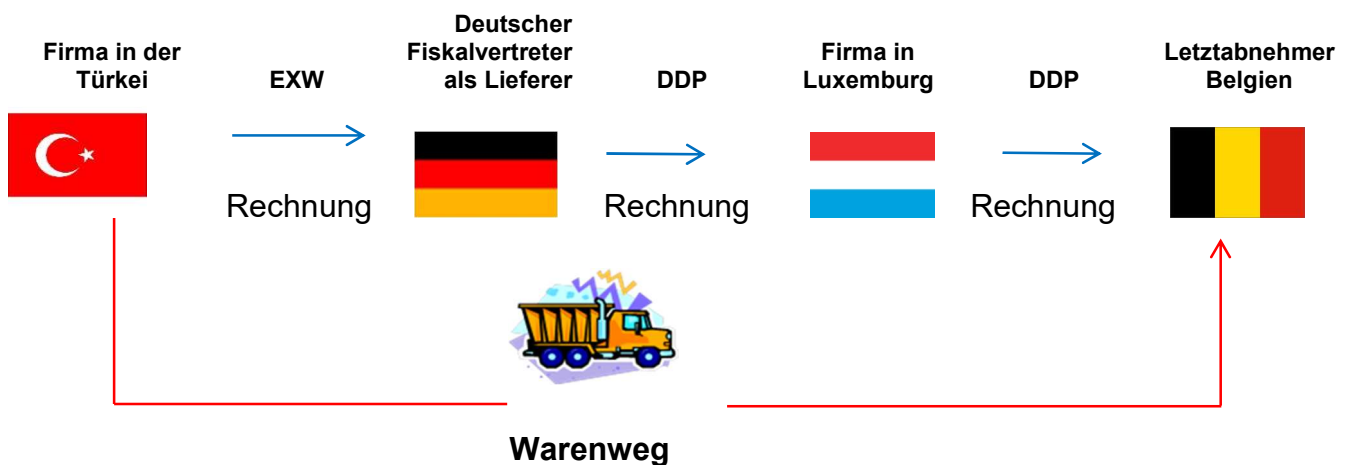 Firma in der
Türkei
EXW
Deutscher
Fiskalvertreter
als Lieferer
DDP
Firma in
Luxemburg
DDP
Letztabnehmer
Belgien
Rechnung
Rechnung
Rechnung
Warenweg